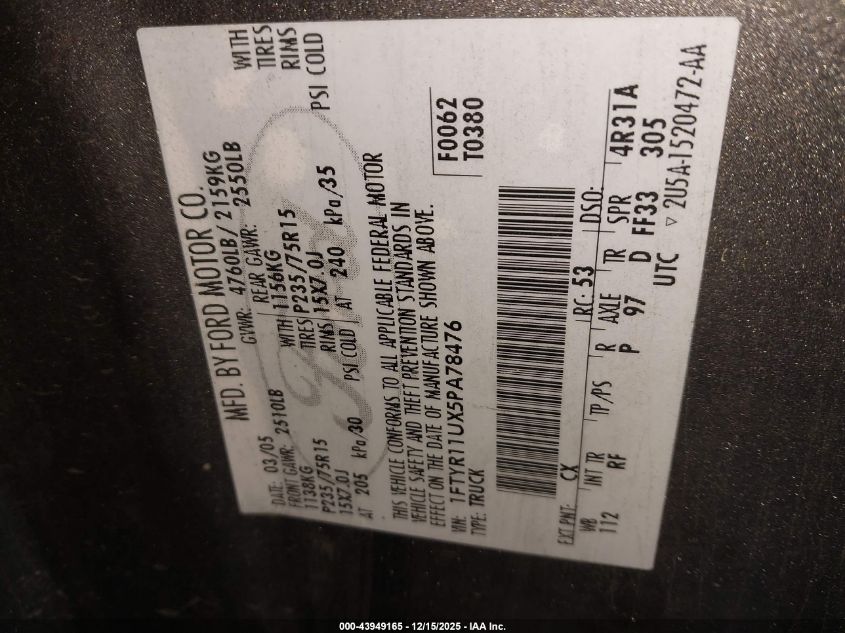 MFD. BY FORD MOTOR CO.
DATE: 03/05 GVWR: 4760LB/ 2159KG
FRONT GAWR: 2510LB REAR GAWR: 2550LB
1138KG WITH 1156KG WITH
P235/75R15 TIRES P235/75R15 TIRES
15X7.0J RIMS 15X7.0J RIMS
AT 205 kPa/30 PSI COLD AT 240 kPa/35 PSI COLD
THIS VEHICLE CONFORMS TO ALL APPLICABLE FEDERAL MOTOR
VEHICLE SAFETY AND THEFT PREVENTION STANDARDS IN
EFFECT ON THE DATE OF MANUFACTURE SHOWN ABOVE.
VIN: 1FTYR11UX5PA78476 F0062
TYPE: TRUCK T0380
EXT PNT: CX RC: 53 DSO:
WB INT TR TP/PS R AXLE TR SPR 4R31A
112 RF P 97 D FF33 305
UTC ▽ 2U5A-1520472-AA
000-43949165 - 12/15/2025 - IAA Inc.